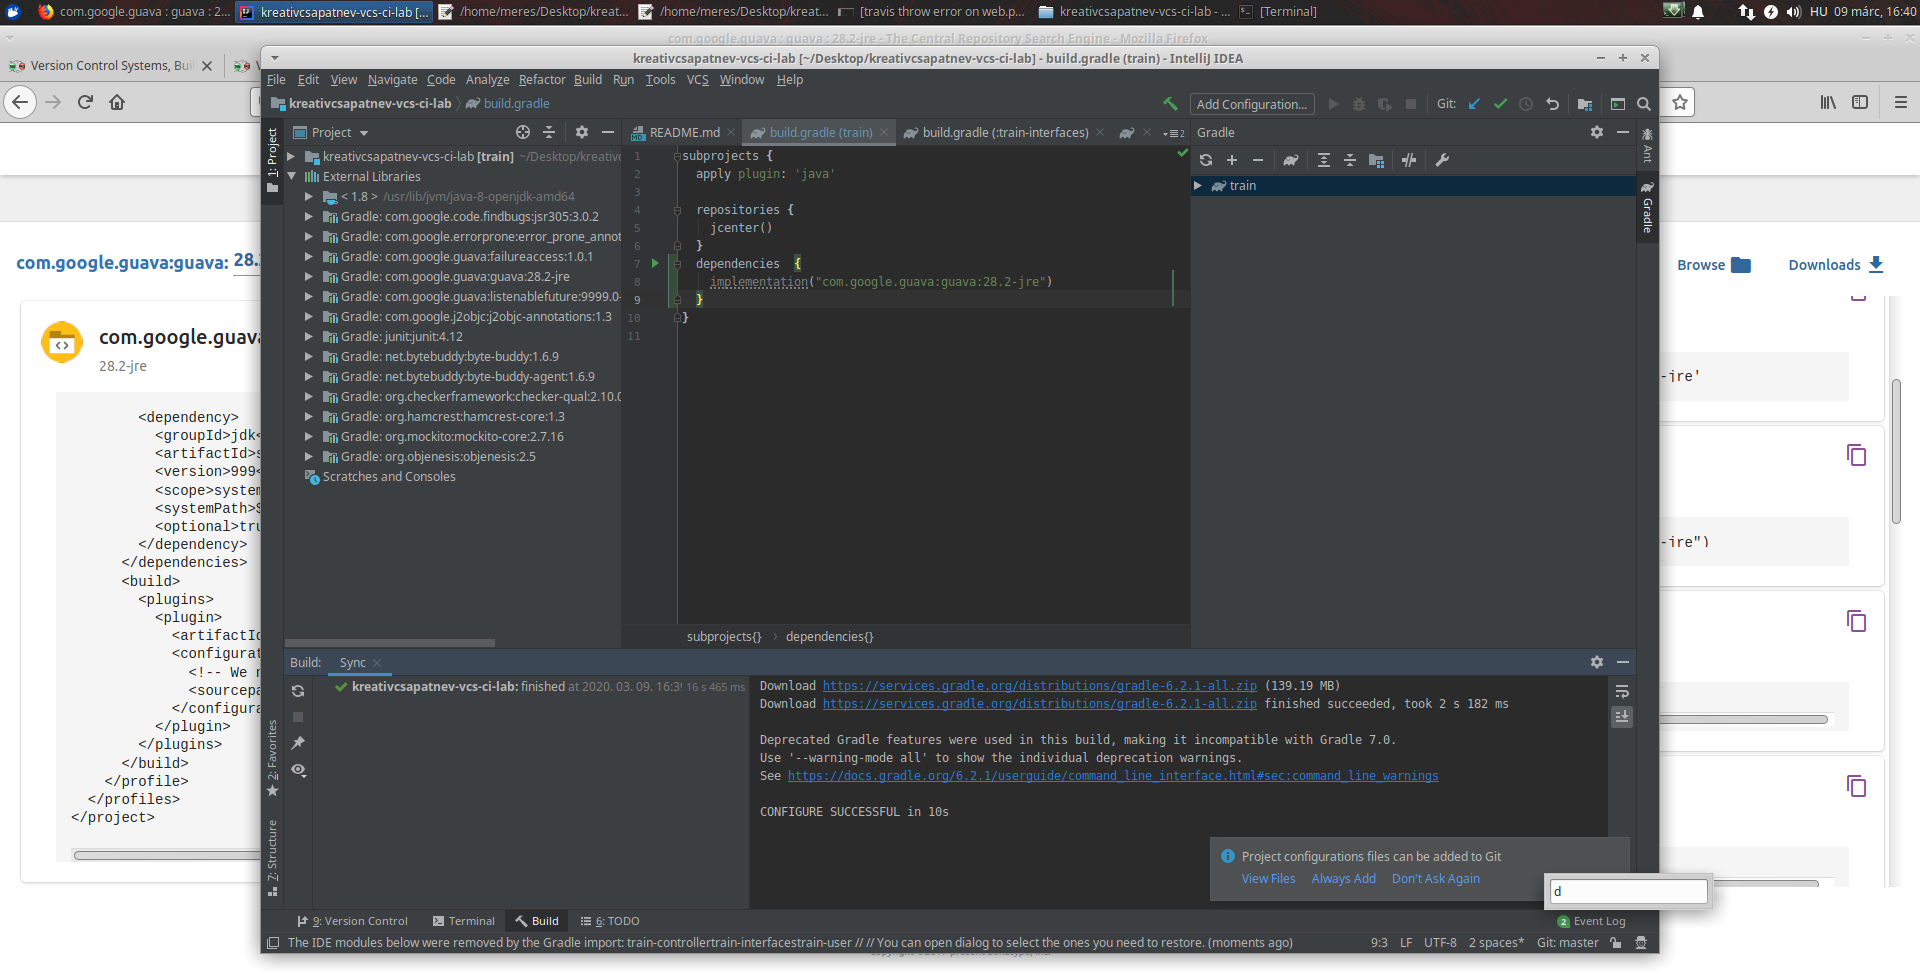 com.google.guava : guava : 2...
kreativcsapatnev-vcs-ci-lab [...
/home/meres/Desktop/kreat...
/home/meres/Desktop/kreat...
[travis throw error on web.p...
kreativcsapatnev-vcs-ci-lab - ...
[Terminal]
HU
09 márc, 16:40
com.google.guava : guava : 28.2-jre - The Central Repository Search Engine - Mozilla Firefox
Version Control Systems, Bui
kreativcsapatnev-vcs-ci-lab [~/Desktop/kreativcsapatnev-vcs-ci-lab] - build.gradle (train) - IntelliJ IDEA
File Edit View Navigate Code Analyze Refactor Build Run Tools VCS Window Help
kreativcsapatnev-vcs-ci-lab
build.gradle
Add Configuration...
Git:
1: Project
Project
README.md
build.gradle (train)
build.gradle (:train-interfaces)
2
Gradle
Ant
Gradle
train
kreativcsapatnev-vcs-ci-lab [train] ~/Desktop/kreativc
External Libraries
< 1.8 > /usr/lib/jvm/java-8-openjdk-amd64
Gradle: com.google.code.findbugs:jsr305:3.0.2
Gradle: com.google.errorprone:error_prone_annot
Gradle: com.google.guava:failureaccess:1.0.1
Gradle: com.google.guava:guava:28.2-jre
Gradle: com.google.guava:listenablefuture:9999.0-
Gradle: com.google.j2objc:j2objc-annotations:1.3
Gradle: junit:junit:4.12
Gradle: net.bytebuddy:byte-buddy:1.6.9
Gradle: net.bytebuddy:byte-buddy-agent:1.6.9
Gradle: org.checkerframework:checker-qual:2.10.0
Gradle: org.hamcrest:hamcrest-core:1.3
Gradle: org.mockito:mockito-core:2.7.16
Gradle: org.objenesis:objenesis:2.5
Scratches and Consoles
1 subprojects {
2 apply plugin: 'java'
3
4 repositories {
5 jcenter()
6 }
7 dependencies {
8 implementation("com.google.guava:guava:28.2-jre")
9 }
10 }
11
subprojects{} › dependencies{}
com.google.guava:guava: 28.
Browse
Downloads
com.google.guava
28.2-jre
<dependency>
<groupId>jdk<
<artifactId>s
<version>999<
<scope>system
<systemPath>$
<optional>tru
</dependency>
</dependencies>
<build>
<plugins>
<plugin>
<artifactId
<configurat
<!-- We r
<sourcepa
</configura
</plugin>
</plugins>
</build>
</profile>
</profiles>
</project>
-jre'
-jre")
Build:
Sync
kreativcsapatnev-vcs-ci-lab: finished at 2020. 03. 09. 16:39 16 s 465 ms
Download https://services.gradle.org/distributions/gradle-6.2.1-all.zip (139.19 MB)
Download https://services.gradle.org/distributions/gradle-6.2.1-all.zip finished succeeded, took 2 s 182 ms
Deprecated Gradle features were used in this build, making it incompatible with Gradle 7.0.
Use '--warning-mode all' to show the individual deprecation warnings.
See https://docs.gradle.org/6.2.1/userguide/command_line_interface.html#sec:command_line_warnings
CONFIGURE SUCCESSFUL in 10s
2: Favorites
7: Structure
Project configurations files can be added to Git
View Files Always Add Don't Ask Again
d
9: Version Control
Terminal
Build
6: TODO
2 Event Log
The IDE modules below were removed by the Gradle import: train-controllertrain-interfacestrain-user // // You can open dialog to select the ones you need to restore. (moments ago)
9:3 LF UTF-8 2 spaces* Git: master